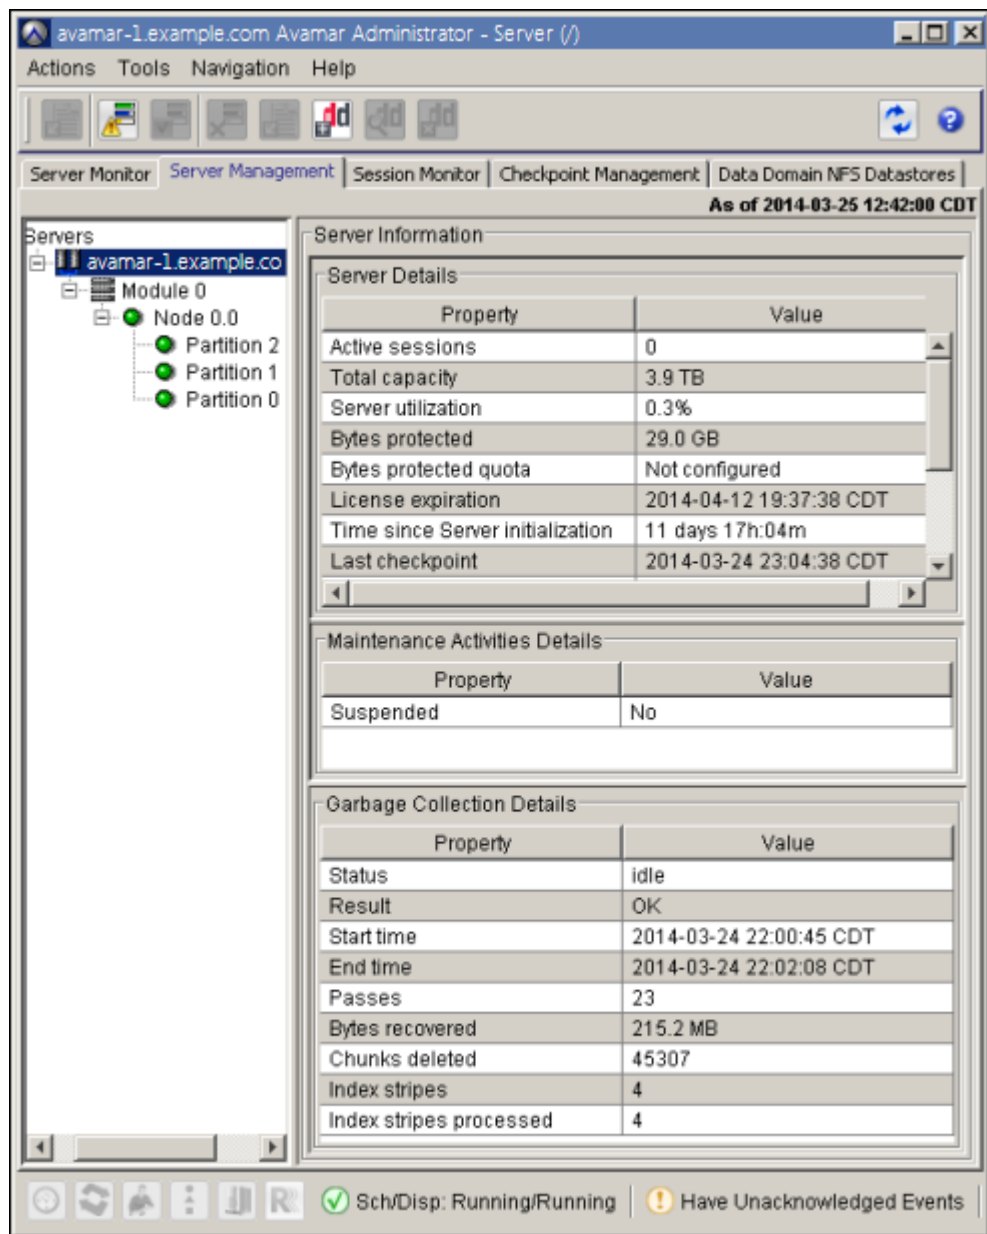 avamar-1.example.com Avamar Administrator - Server (/)
Actions Tools Navigation Help
dd dd dd
Server Monitor Server Management Session Monitor Checkpoint Management Data Domain NFS Datastores
As of 2014-03-25 12:42:00 CDT
Servers
avamar-1.example.co
Module 0
Node 0.0
Partition 2
Partition 1
Partition 0
Server Information
Server Details
Property Value
Active sessions 0
Total capacity 3.9 TB
Server utilization 0.3%
Bytes protected 29.0 GB
Bytes protected quota Not configured
License expiration 2014-04-12 19:37:38 CDT
Time since Server initialization 11 days 17h:04m
Last checkpoint 2014-03-24 23:04:38 CDT
Maintenance Activities Details
Property Value
Suspended No
Garbage Collection Details
Property Value
Status idle
Result OK
Start time 2014-03-24 22:00:45 CDT
End time 2014-03-24 22:02:08 CDT
Passes 23
Bytes recovered 215.2 MB
Chunks deleted 45307
Index stripes 4
Index stripes processed 4
Sch/Disp: Running/Running Have Unacknowledged Events